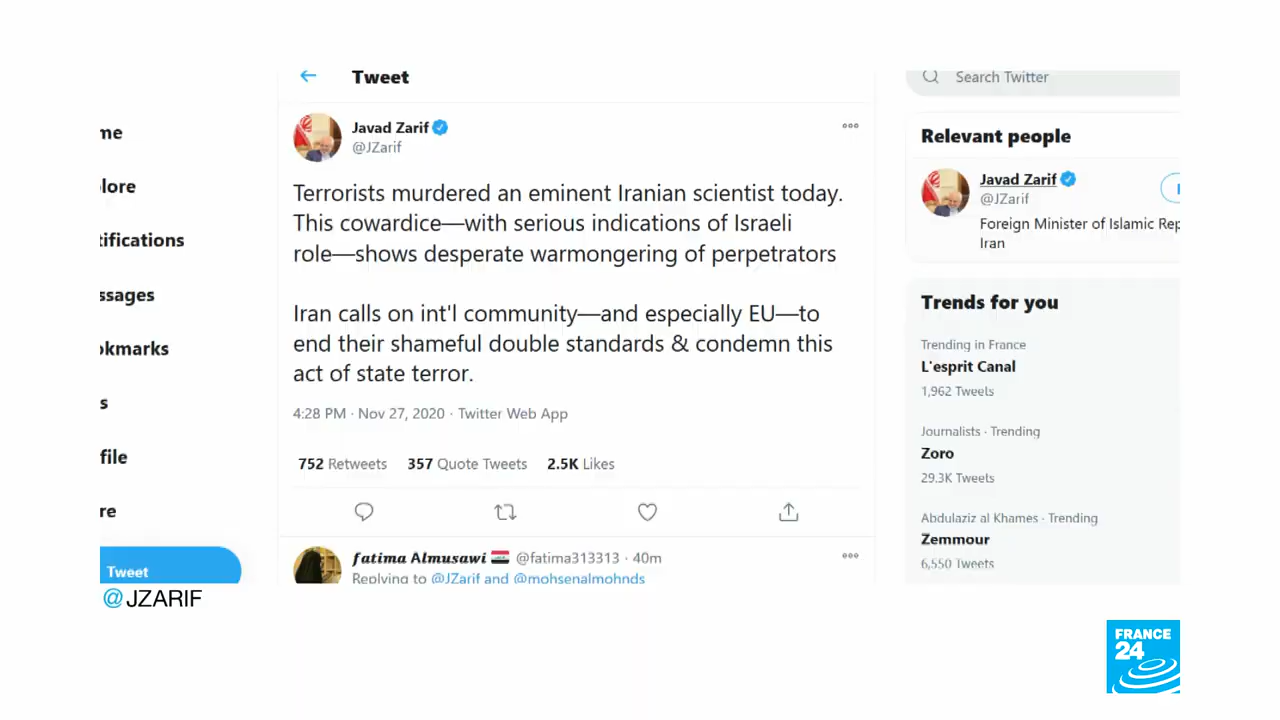 Tweet
Search Twitter
Javad Zarif
@JZarif
Terrorists murdered an eminent Iranian scientist today.
This cowardice—with serious indications of Israeli
role—shows desperate warmongering of perpetrators
Iran calls on int'l community—and especially EU—to
end their shameful double standards & condemn this
act of state terror.
4:28 PM · Nov 27, 2020 · Twitter Web App
752 Retweets 357 Quote Tweets 2.5K Likes
fatima Almusawi @fatima313313 · 40m
Replying to @JZarif and @mohsenalmohnds
me
lore
tifications
ssages
okmarks
s
file
re
Tweet
Relevant people
Javad Zarif
@JZarif
Foreign Minister of Islamic Rep
Iran
Trends for you
Trending in France
L'esprit Canal
1,962 Tweets
Journalists · Trending
Zoro
29.3K Tweets
Abdulaziz al Khames · Trending
Zemmour
6,550 Tweets
@JZARIF
FRANCE
24